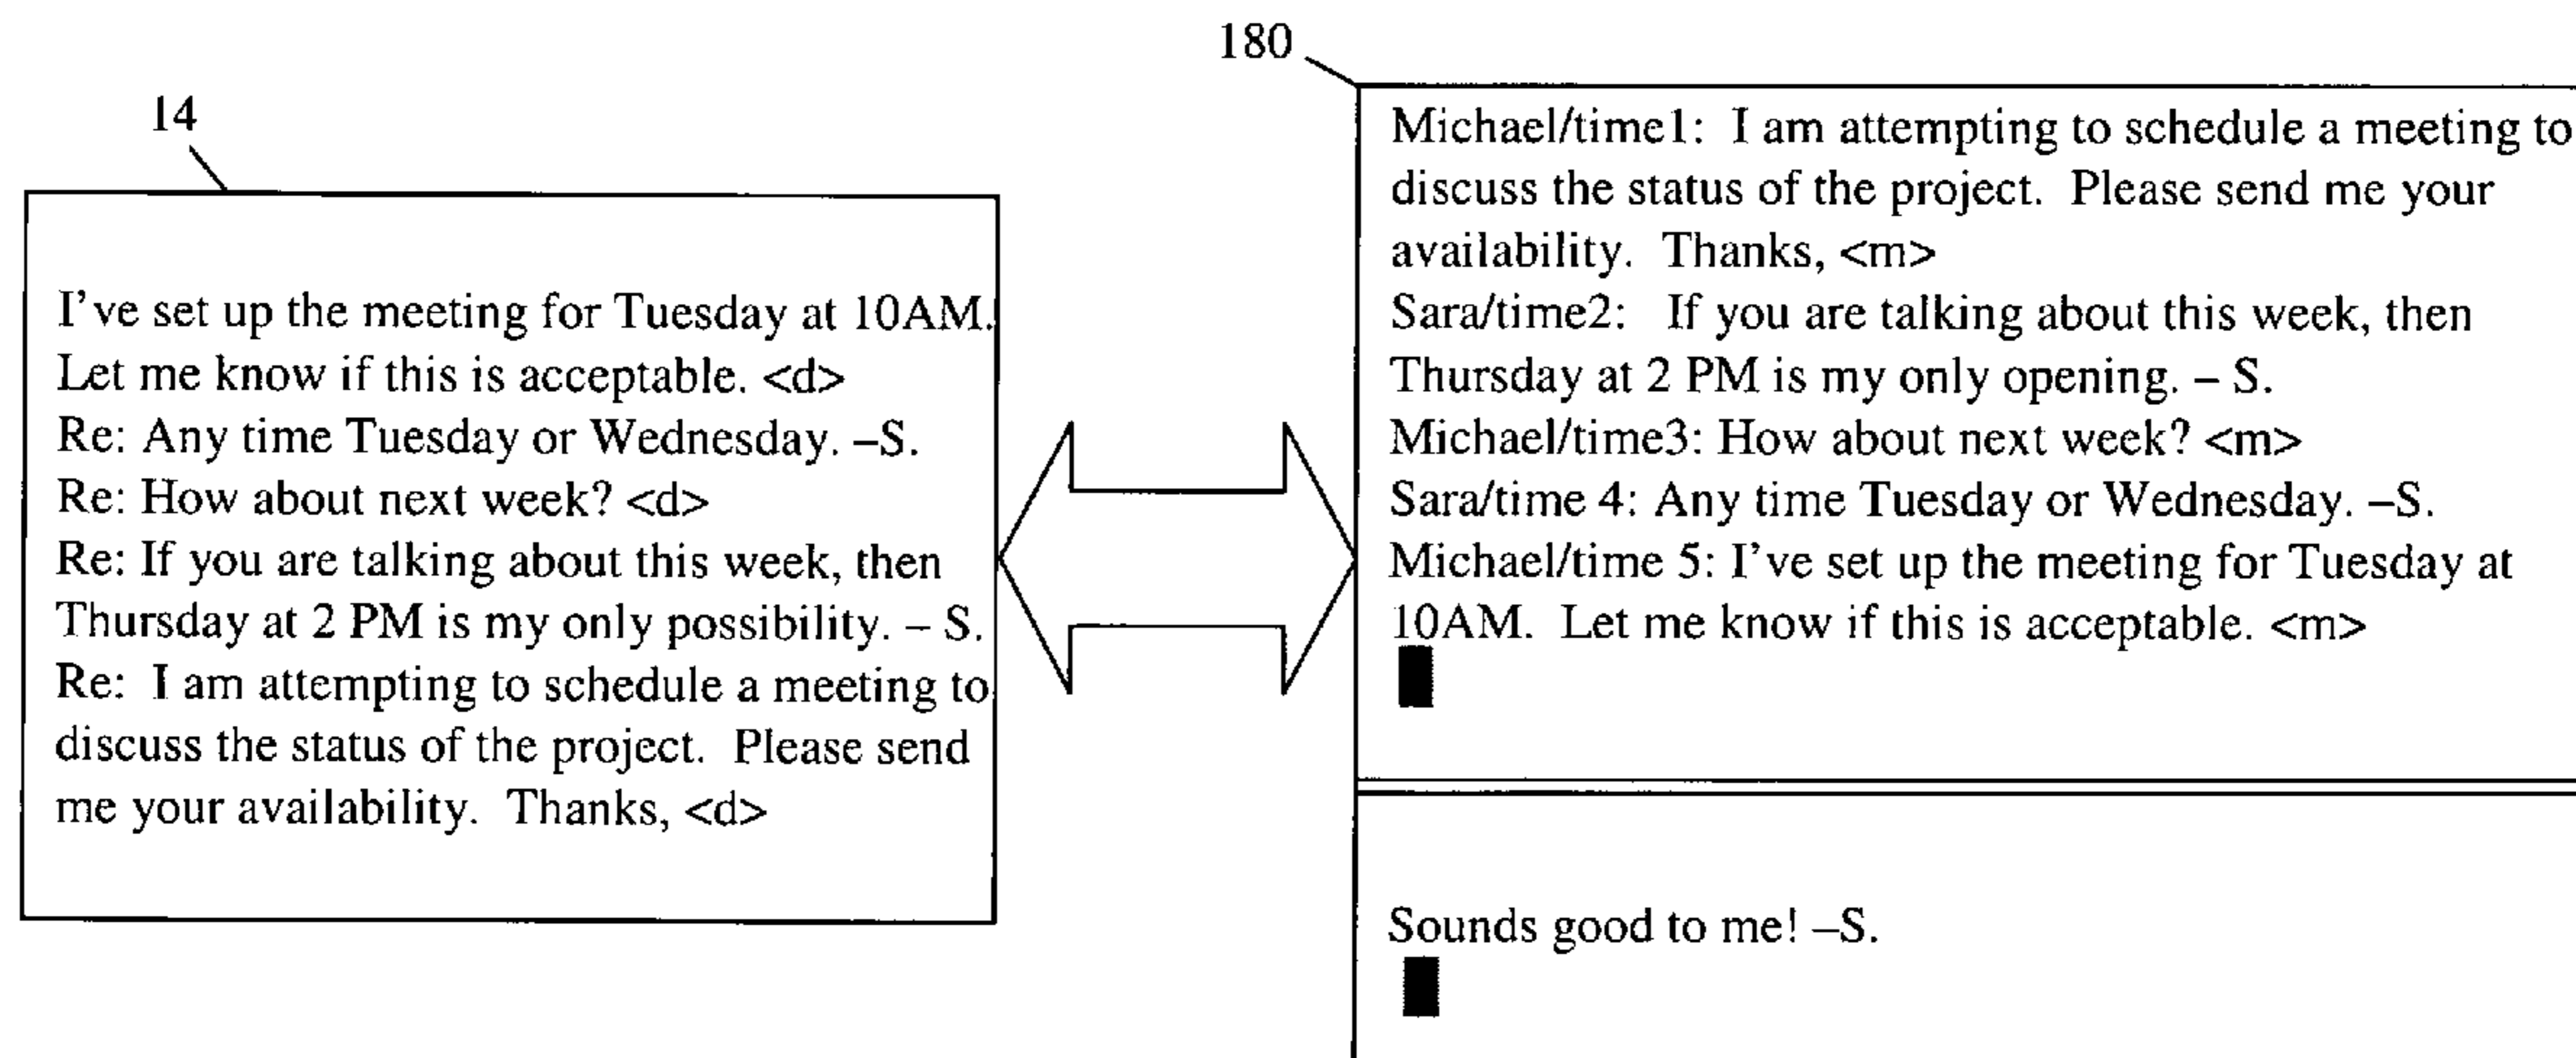 14
I've set up the meeting for Tuesday at 10AM.
Let me know if this is acceptable. <d>
Re: Any time Tuesday or Wednesday. –S.
Re: How about next week? <d>
Re: If you are talking about this week, then
Thursday at 2 PM is my only possibility. – S.
Re:  I am attempting to schedule a meeting to
discuss the status of the project.  Please send
me your availability.  Thanks, <d>
180
Michael/time1:  I am attempting to schedule a meeting to
discuss the status of the project.  Please send me your
availability.  Thanks, <m>
Sara/time2:   If you are talking about this week, then
Thursday at 2 PM is my only opening. – S.
Michael/time3: How about next week? <m>
Sara/time 4: Any time Tuesday or Wednesday. –S.
Michael/time 5: I've set up the meeting for Tuesday at
10AM.  Let me know if this is acceptable. <m>
Sounds good to me! –S.